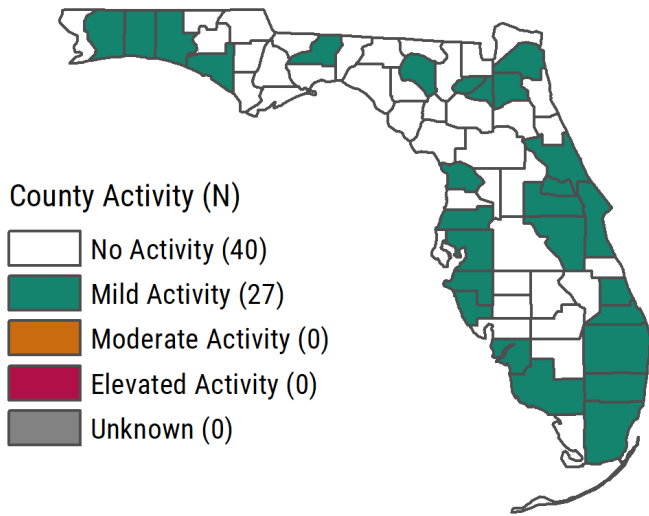 County Activity (N)
No Activity (40)
Mild Activity (27)
Moderate Activity (0)
Elevated Activity (0)
Unknown (0)